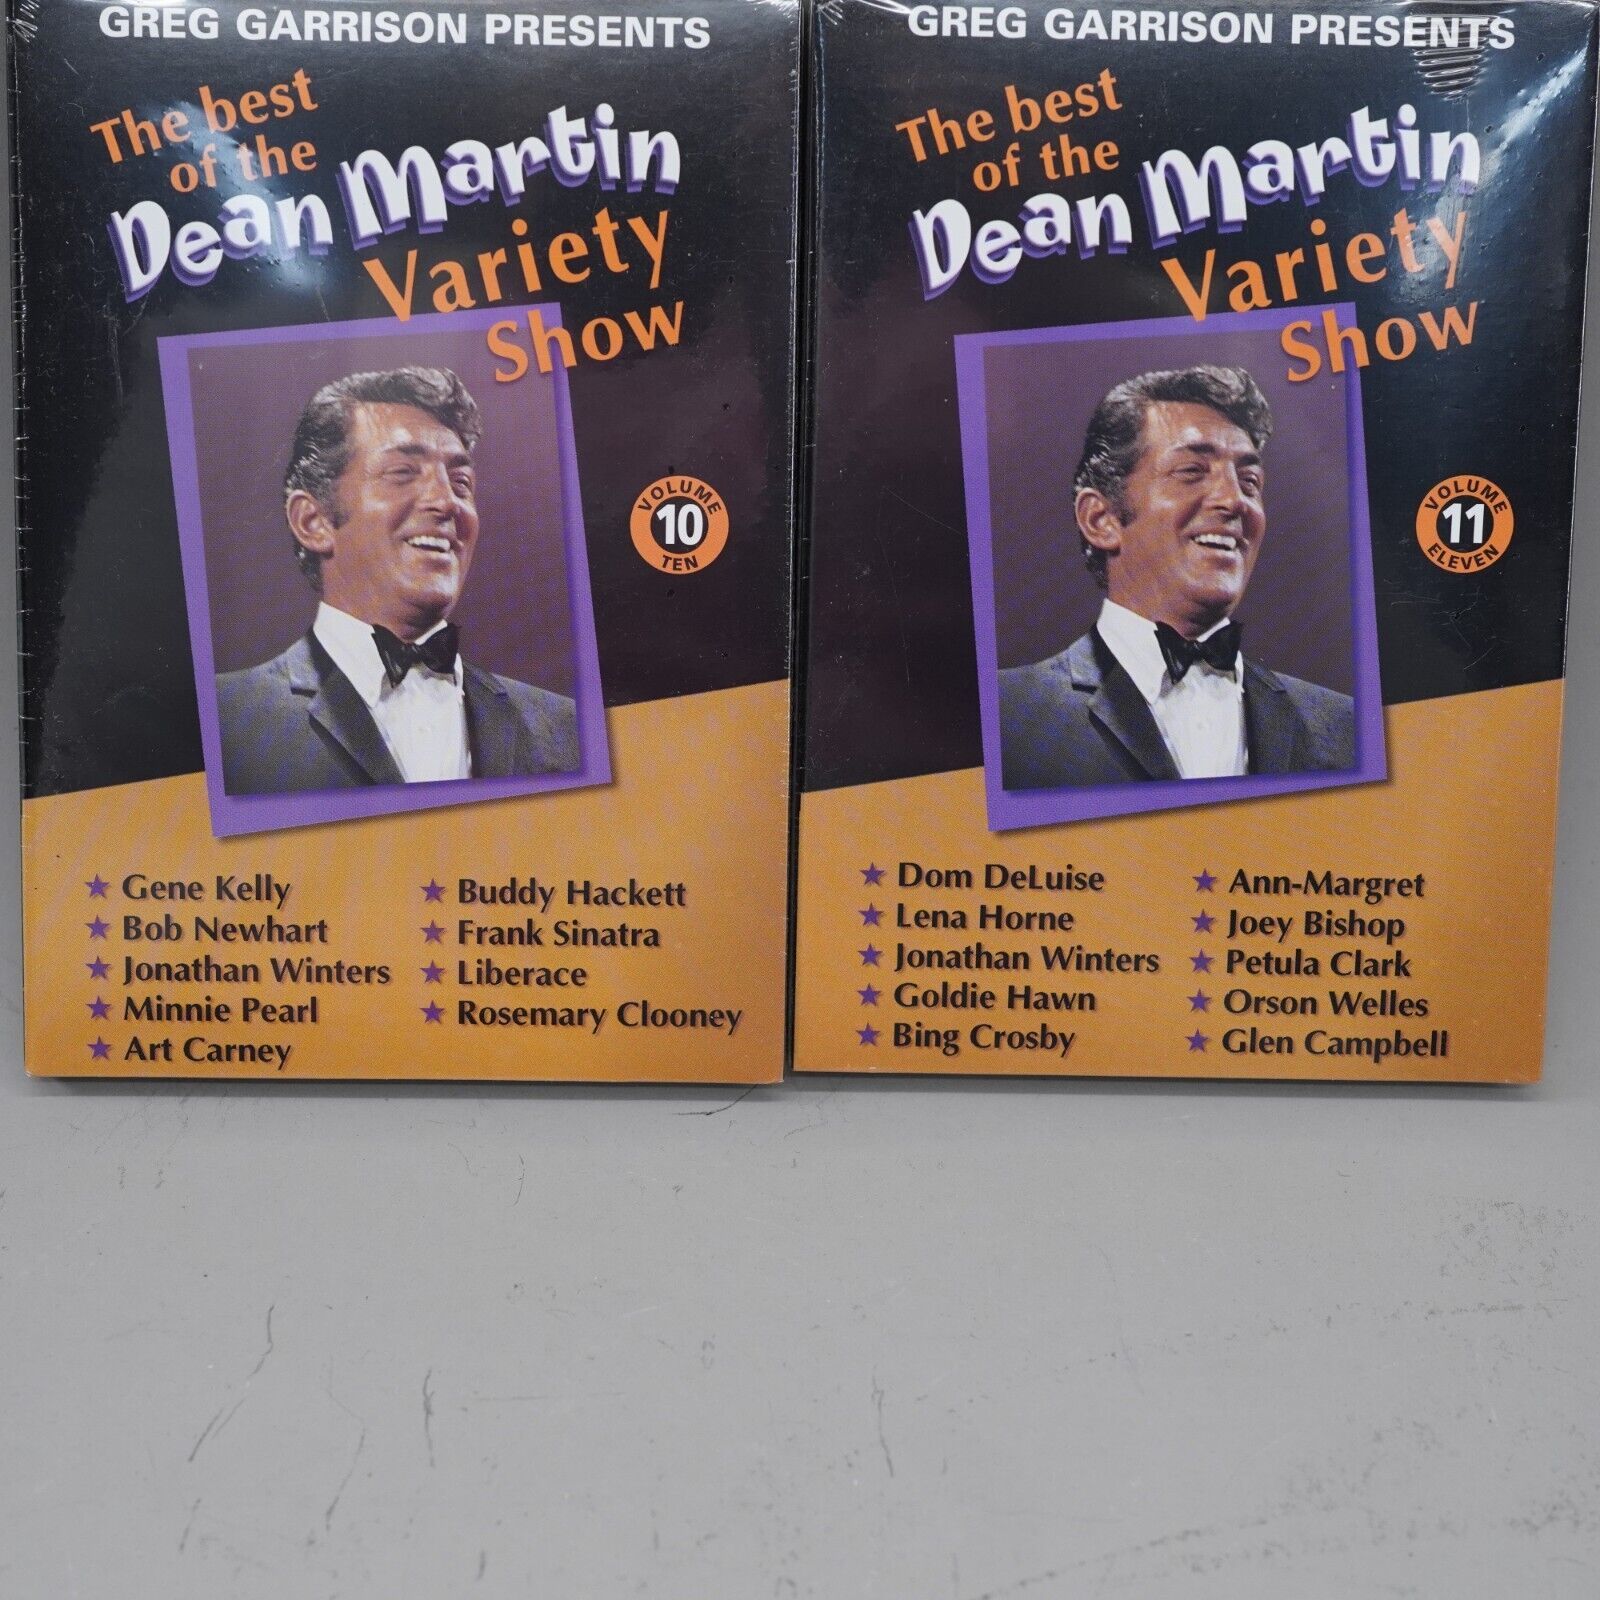 GREG GARRISON PRESENTS
The best
of the
Dean Martin
Variety
Show
VOLUME
10
TEN
★ Gene Kelly
★ Bob Newhart
★ Jonathan Winters
★ Minnie Pearl
★ Art Carney
★ Buddy Hackett
★ Frank Sinatra
★ Liberace
★ Rosemary Clooney
GREG GARRISON PRESENTS
The best
of the
Dean Martin
Variety
Show
VOLUME
11
ELEVEN
★ Dom DeLuise
★ Lena Horne
★ Jonathan Winters
★ Goldie Hawn
★ Bing Crosby
★ Ann-Margret
★ Joey Bishop
★ Petula Clark
★ Orson Welles
★ Glen Campbell